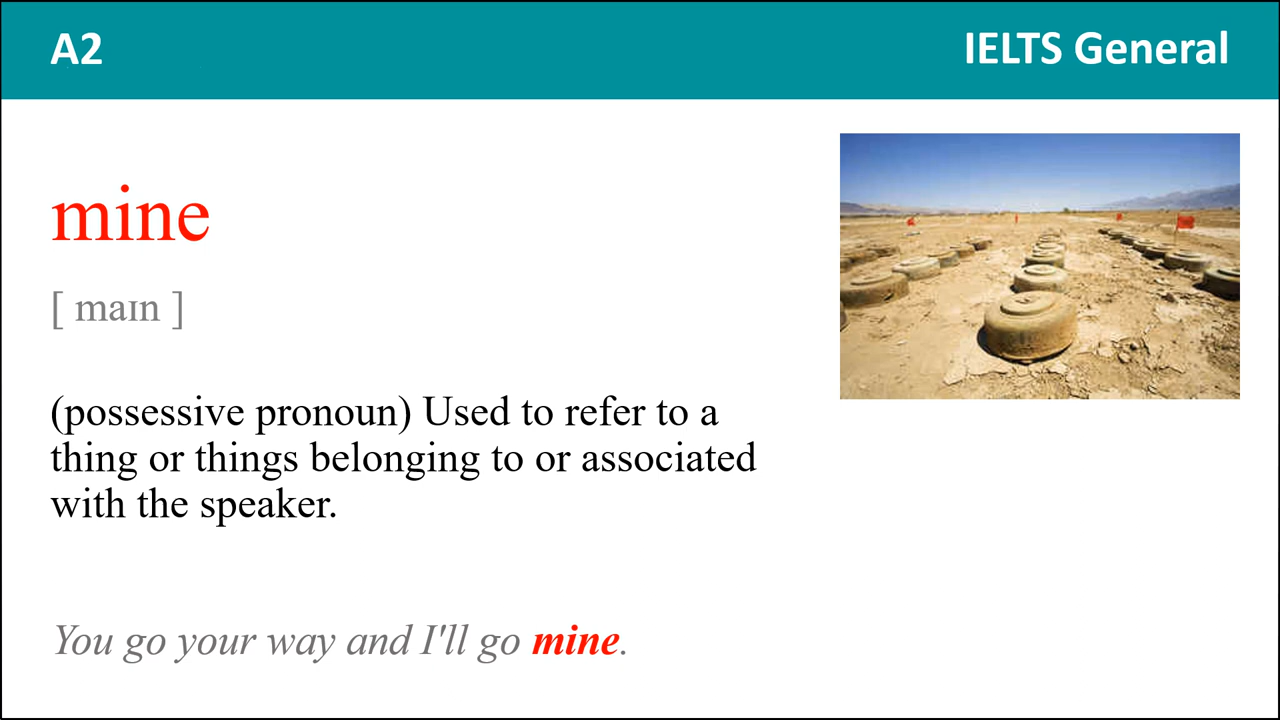 A2
IELTS General
mine
[ maɪn ]
(possessive pronoun) Used to refer to a
thing or things belonging to or associated
with the speaker.
You go your way and I'll go mine.